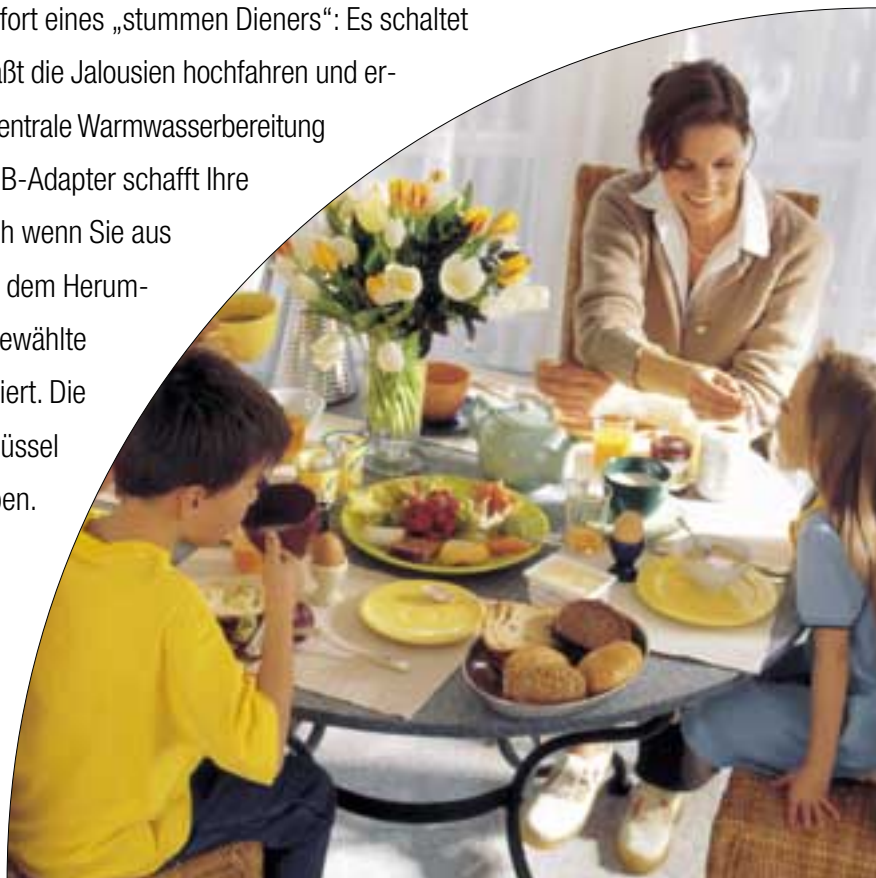 fort eines „stummen Dieners“: Es schaltet
aßt die Jalousien hochfahren und er-
entrale Warmwasserbereitung
B-Adapter schafft Ihre
h wenn Sie aus
dem Herum-
ewählte
iert. Die
üssel
en.